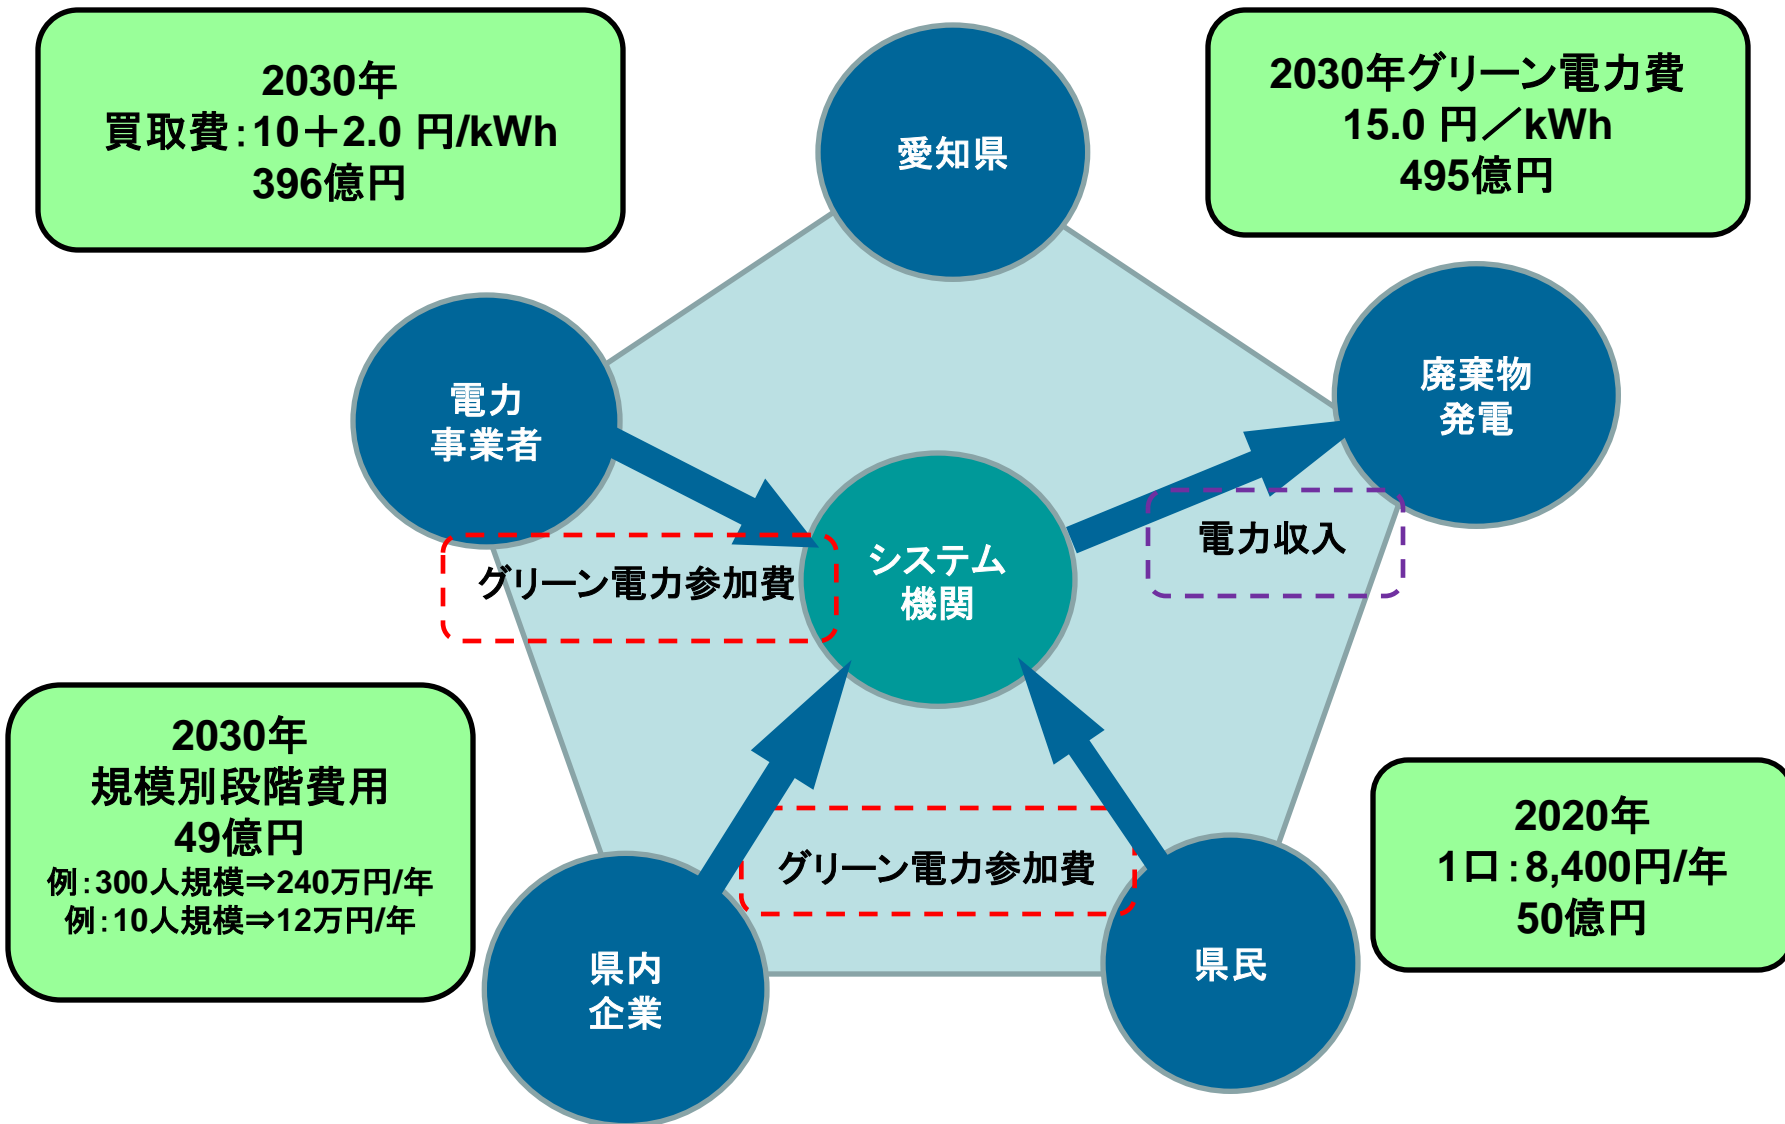 2030年
買取費：10＋2.0 円/kWh
396億円
愛知県
2030年グリーン電力費
15.0 円／kWh
495億円
電力
事業者
廃棄物
発電
グリーン電力参加費
システム
機関
電力収入
2030年
規模別段階費用
49億円
例：300人規模⇒240万円/年
例：10人規模⇒12万円/年
グリーン電力参加費
2020年
1口：8,400円/年
50億円
県内
企業
県民